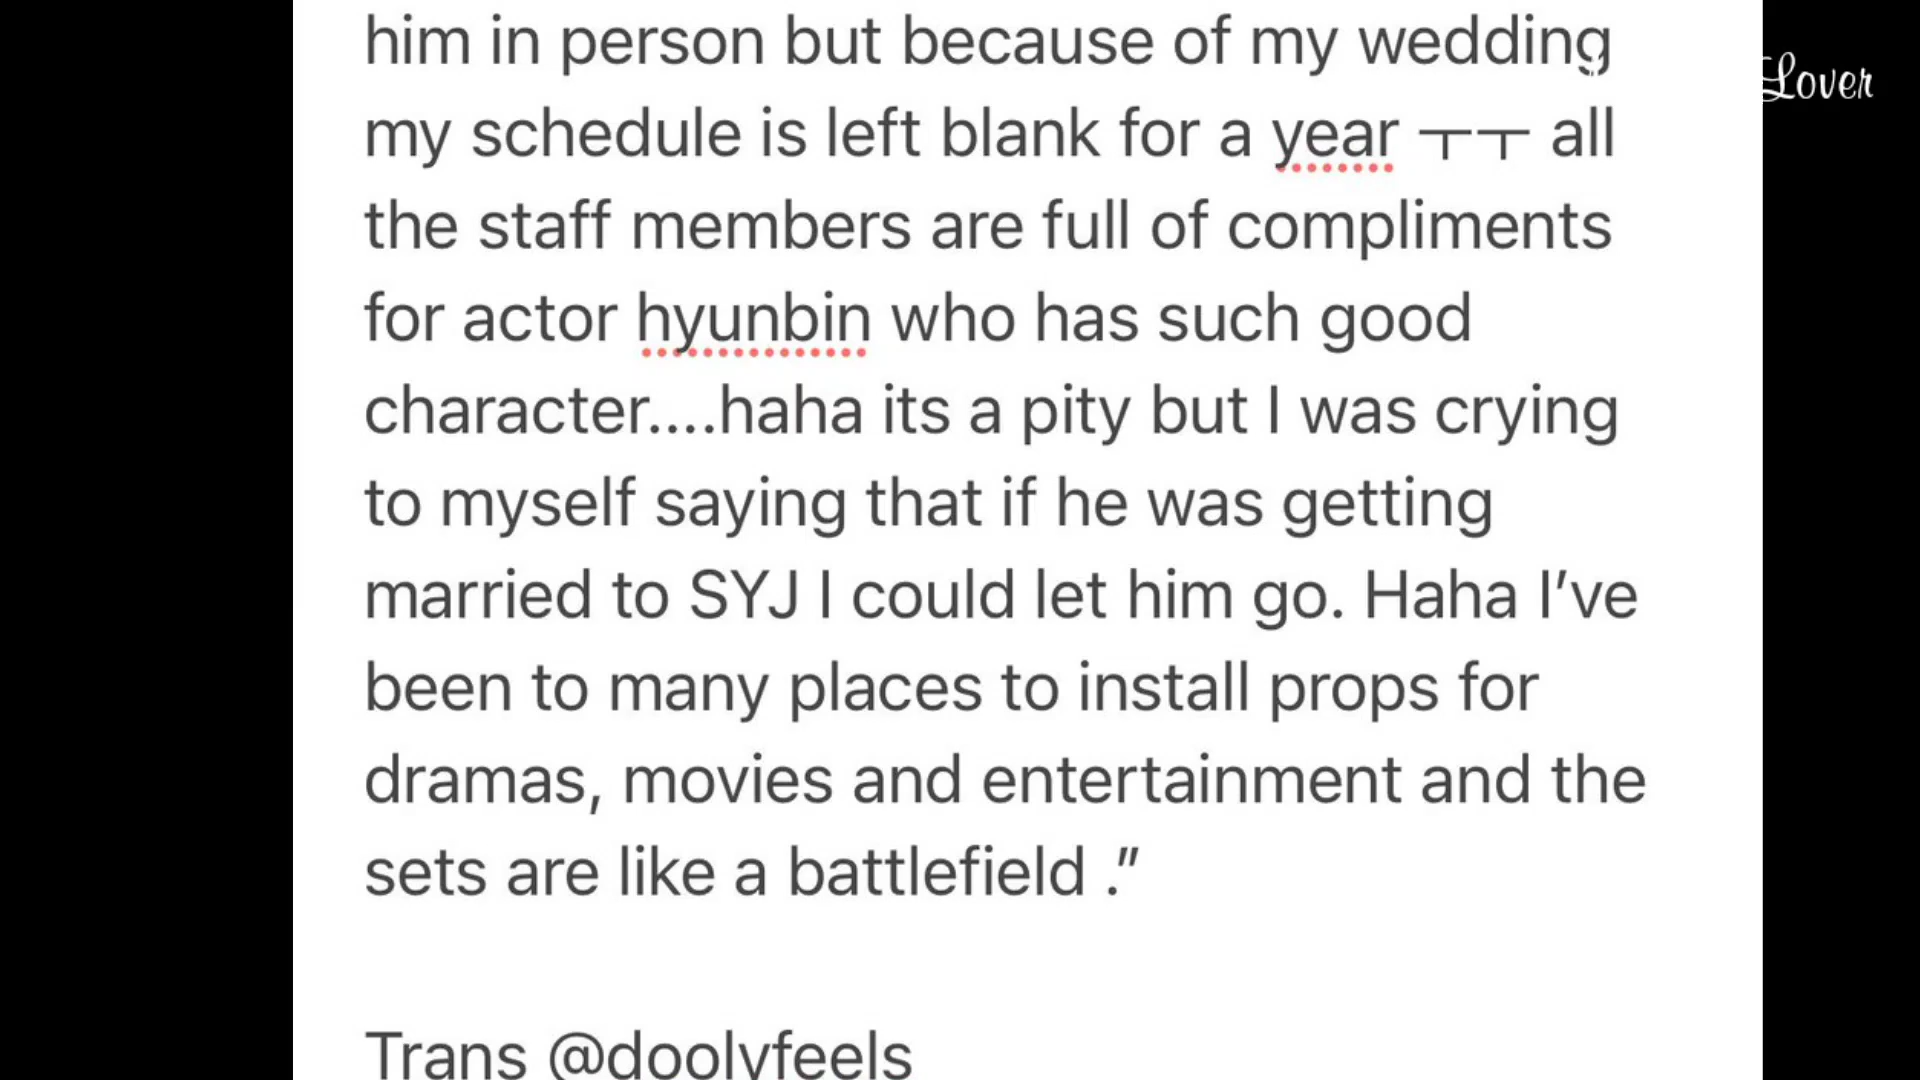 him in person but because of my wedding
Lover
my schedule is left blank for a year ㅜㅜ all
the staff members are full of compliments
for actor hyunbin who has such good
character....haha its a pity but I was crying
to myself saying that if he was getting
married to SYJ I could let him go. Haha I’ve
been to many places to install props for
dramas, movies and entertainment and the
sets are like a battlefield .”
Trans @doolyfeels